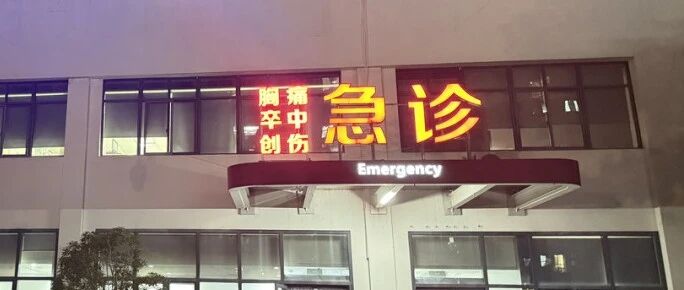 胸痛
卒中
创伤
急诊
Emergency